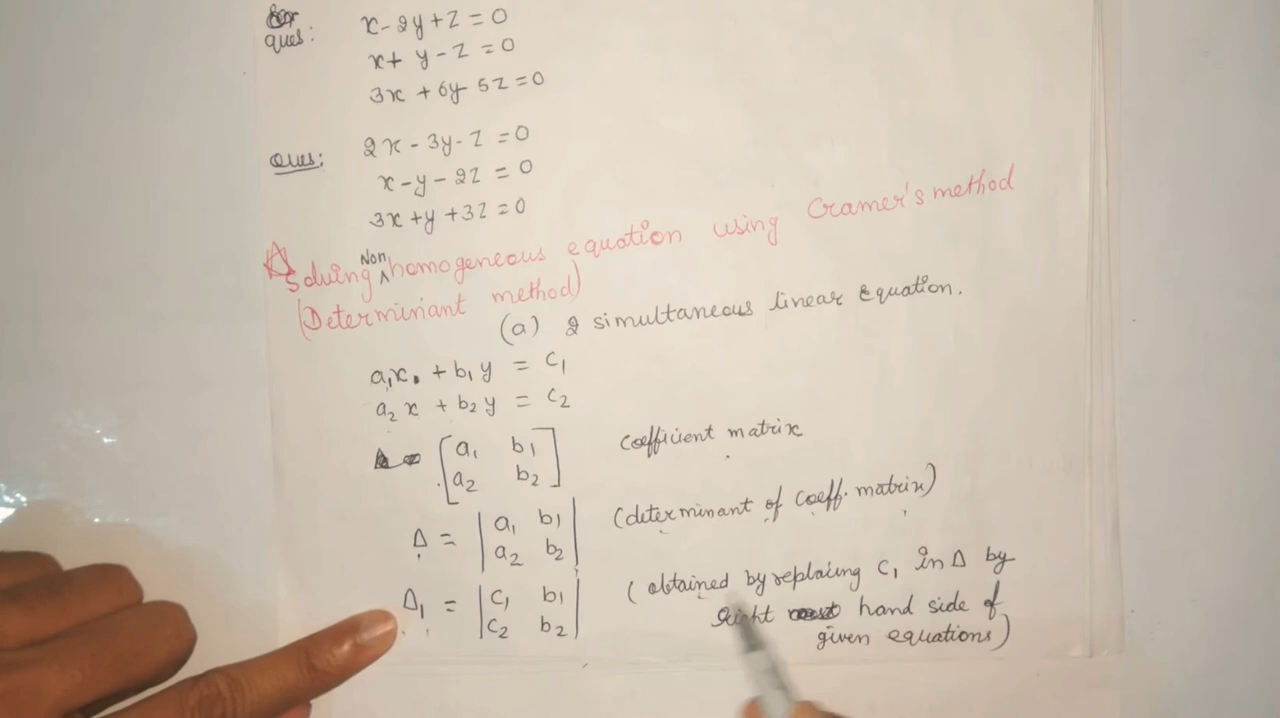 Ques: x - 2y + z = 0
x + y - z = 0
3x + 6y - 5z = 0
Ques: 2x - 3y - z = 0
x - y - 2z = 0
3x + y + 3z = 0
Solving Non ^ homogeneous equation using Cramer's method
(Determinant method)
(a) 2 simultaneous linear equation.
a₁x + b₁y = c₁
a₂x + b₂y = c₂
[a₁ b₁ coefficient matrix
a₂ b₂]
Δ = |a₁ b₁| (determinant of coeff. matrix)
|a₂ b₂|
Δ₁ = |c₁ b₁| (obtained by replacing C₁ in Δ by
|c₂ b₂| right hand side of
given equations)